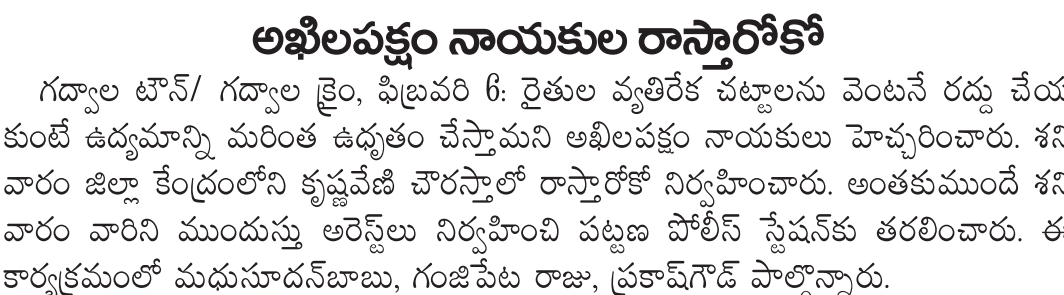 అఖిలపక్షం నాయకుల రాస్తారోకో
గద్వాల టౌన్/ గద్వాల క్రైం, ఫిబ్రవరి 6: రైతుల వ్యతిరేక చట్టాలను వెంటనే రద్దు చేయ
కుంటే ఉద్యమాన్ని మరింత ఉధృతం చేస్తామని అఖిలపక్షం నాయకులు హెచ్చరించారు. శని
వారం జిల్లా కేంద్రంలోని కృష్ణవేణి చౌరస్తాలో రాస్తారోకో నిర్వహించారు. అంతకుముందే శని
వారం వారిని ముందుస్తు అరెస్ట్‌లు నిర్వహించి పట్టణ పోలీస్ స్టేషన్‌కు తరలించారు. ఈ
కార్యక్రమంలో మధుసూదన్‌బాబు, గంజిపేట రాజు, ప్రకాష్‌గౌడ్ పాల్గొన్నారు.